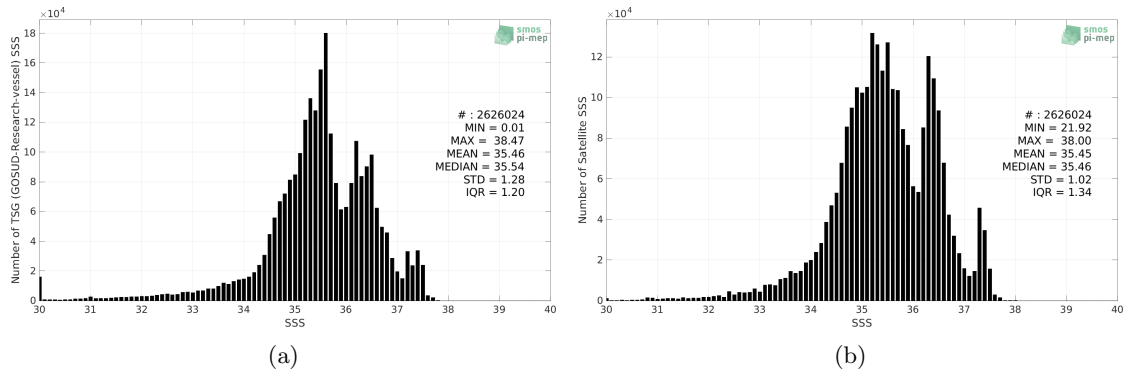 ×10⁴
18
16
14
12
10
8
6
4
2
0
30 31 32 33 34 35 36 37 38 39 40
SSS
Number of TSG (GOSUD-Research-vessel) SSS
smos
pi-mep
# : 2626024
MIN = 0.01
MAX = 38.47
MEAN = 35.46
MEDIAN = 35.54
STD = 1.28
IQR = 1.20
(a)
×10⁴
12
10
8
6
4
2
0
30 31 32 33 34 35 36 37 38 39 40
SSS
Number of Satellite SSS
smos
pi-mep
# : 2626024
MIN = 21.92
MAX = 38.00
MEAN = 35.45
MEDIAN = 35.46
STD = 1.02
IQR = 1.34
(b)